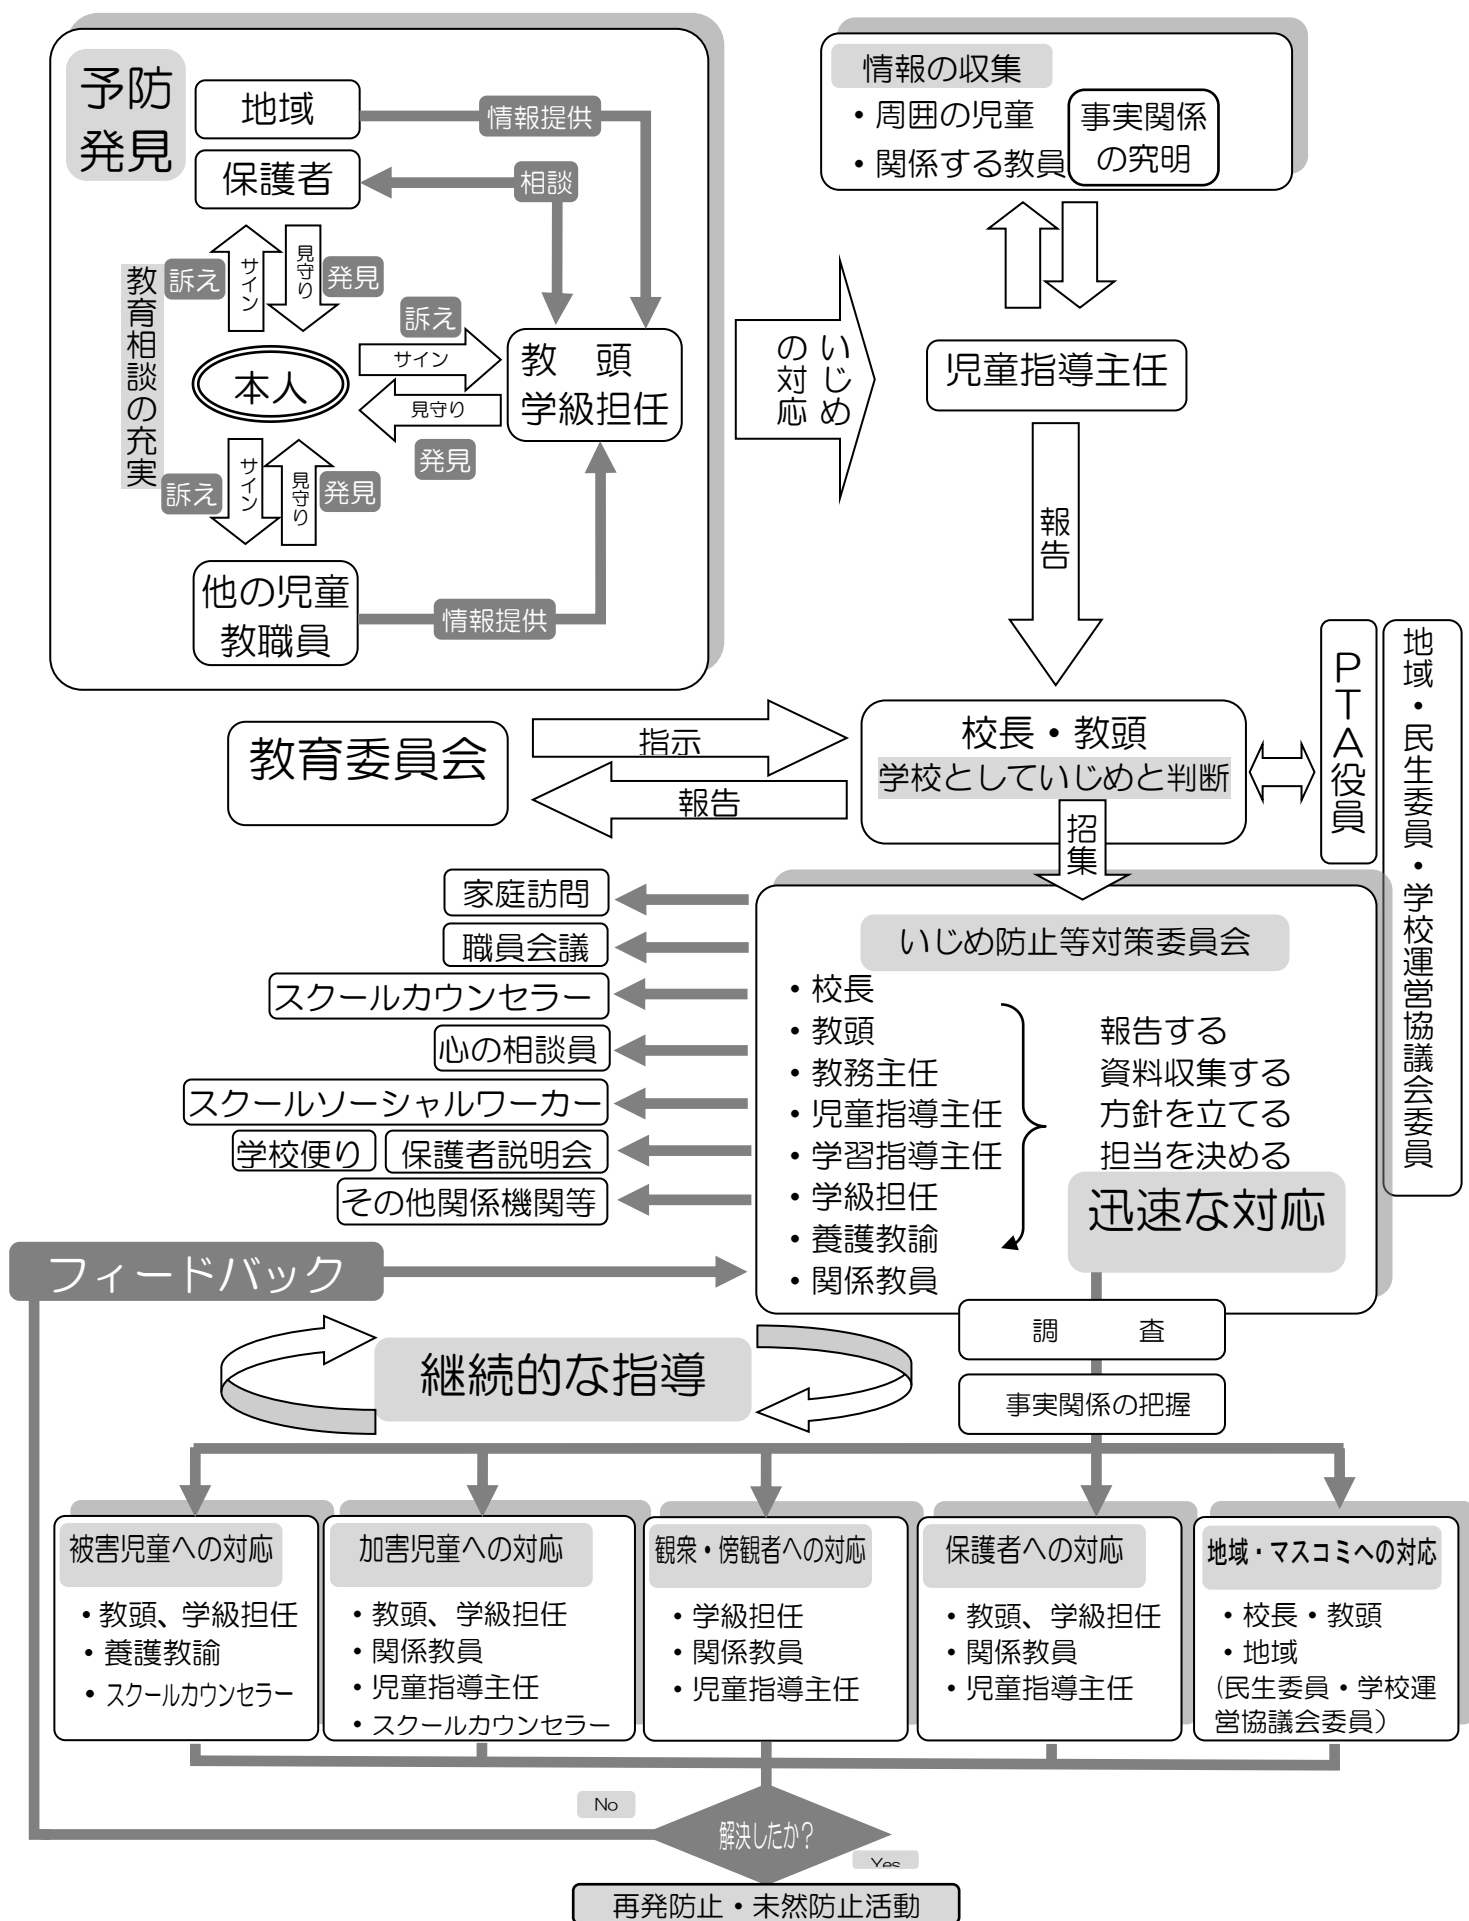 予防
発見
地域
情報提供
保護者
相談
教育相談の充実
訴え
サイン
見守り
発見
訴え
サイン
本人
見守り
発見
教　頭
学級担任
訴え
サイン
見守り
発見
他の児童
教職員
情報提供
いじめ
の対応
情報の収集
・周囲の児童
・関係する教員
事実関係
の究明
児童指導主任
報告
教育委員会
指示
報告
校長・教頭
学校としていじめと判断
招集
PTA役員
地域・民生委員・学校運営協議会委員
家庭訪問
職員会議
スクールカウンセラー
心の相談員
スクールソーシャルワーカー
学校便り
保護者説明会
その他関係機関等
いじめ防止等対策委員会
・校長
・教頭
・教務主任
・児童指導主任
・学習指導主任
・学級担任
・養護教諭
・関係教員
報告する
資料収集する
方針を立てる
担当を決める
迅速な対応
フィードバック
継続的な指導
調　査
事実関係の把握
被害児童への対応
・教頭、学級担任
・養護教諭
・スクールカウンセラー
加害児童への対応
・教頭、学級担任
・関係教員
・児童指導主任
・スクールカウンセラー
観衆・傍観者への対応
・学級担任
・関係教員
・児童指導主任
保護者への対応
・教頭、学級担任
・関係教員
・児童指導主任
地域・マスコミへの対応
・校長・教頭
・地域
(民生委員・学校運
営協議会委員）
No
解決したか？
Yes
再発防止・未然防止活動